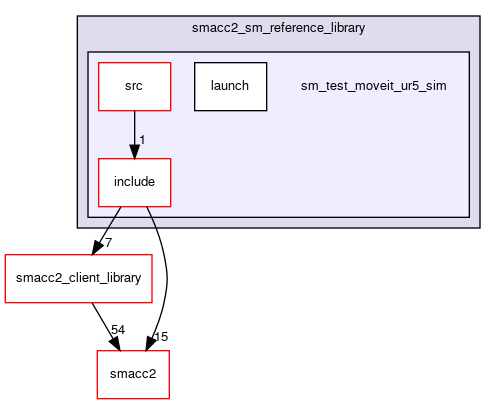 smacc2_sm_reference_library
src
launch
sm_test_moveit_ur5_sim
1
include
7
smacc2_client_library
54
15
smacc2